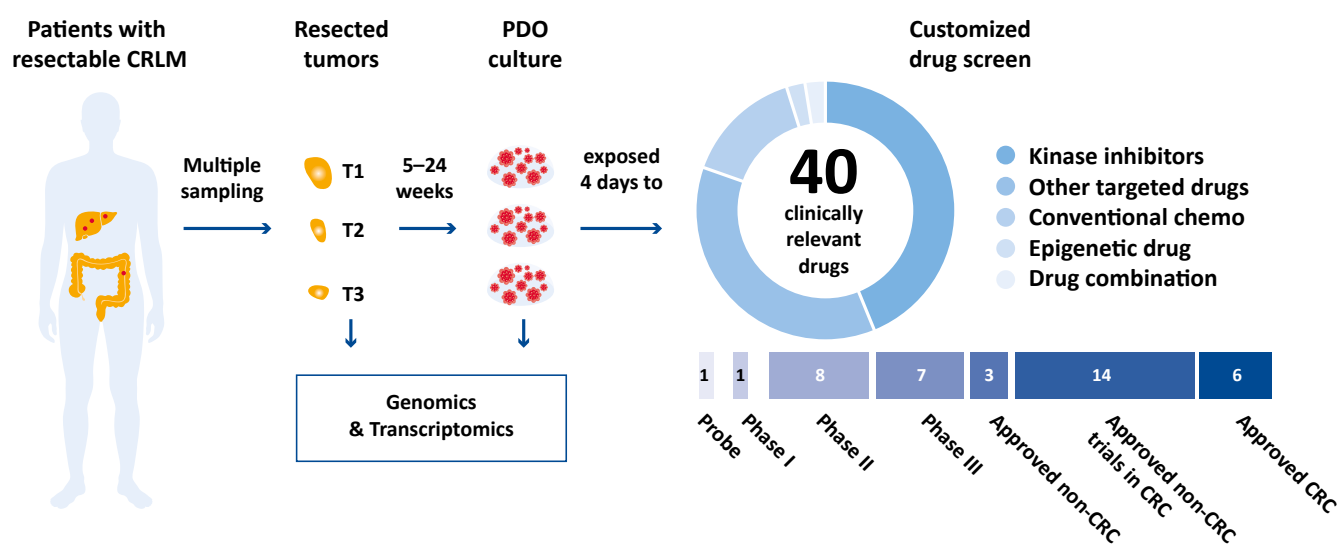 Patients with
resectable CRLM
Resected
tumors
PDO
culture
Customized
drug screen
Multiple
sampling
T1
T2
T3
5–24
weeks
exposed
4 days to
40
clinically
relevant
drugs
Kinase inhibitors
Other targeted drugs
Conventional chemo
Epigenetic drug
Drug combination
Genomics
& Transcriptomics
1
1
8
7
3
14
6
Probe
Phase I
Phase II
Phase III
Approved non-CRC
Approved non-CRC
trials in CRC
Approved CRC